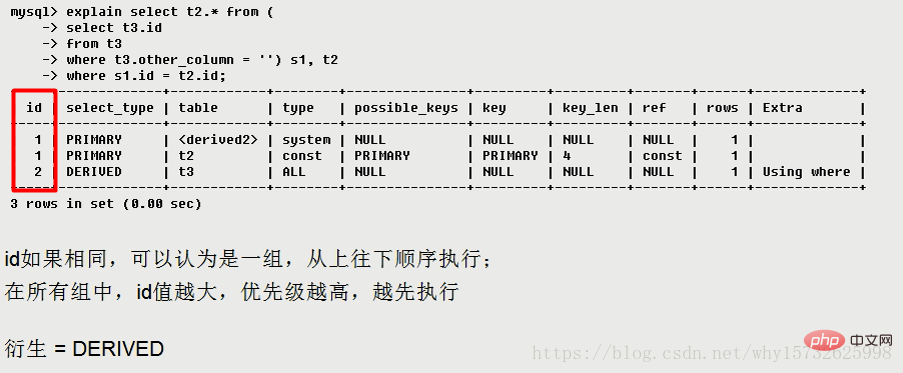 mysql> explain select t2.* from (
-> select t3.id
-> from t3
-> where t3.other_column = '') s1, t2
-> where s1.id = t2.id;
+----+-------------+------------+--------+---------------+---------+---------+-------+------+-------------+
| id | select_type | table | type | possible_keys | key | key_len | ref | rows | Extra |
+----+-------------+------------+--------+---------------+---------+---------+-------+------+-------------+
| 1 | PRIMARY | <derived2> | system | NULL | NULL | NULL | NULL | 1 | |
| 1 | PRIMARY | t2 | const | PRIMARY | PRIMARY | 4 | const | 1 | |
| 2 | DERIVED | t3 | ALL | NULL | NULL | NULL | NULL | 1 | Using where |
+----+-------------+------------+--------+---------------+---------+---------+-------+------+-------------+
3 rows in set (0.00 sec)
id如果相同，可以认为是一组，从上往下顺序执行；
在所有组中，id值越大，优先级越高，越先执行
衍生 = DERIVED
php 中文网
https://blog.csdn.net/why15732625998